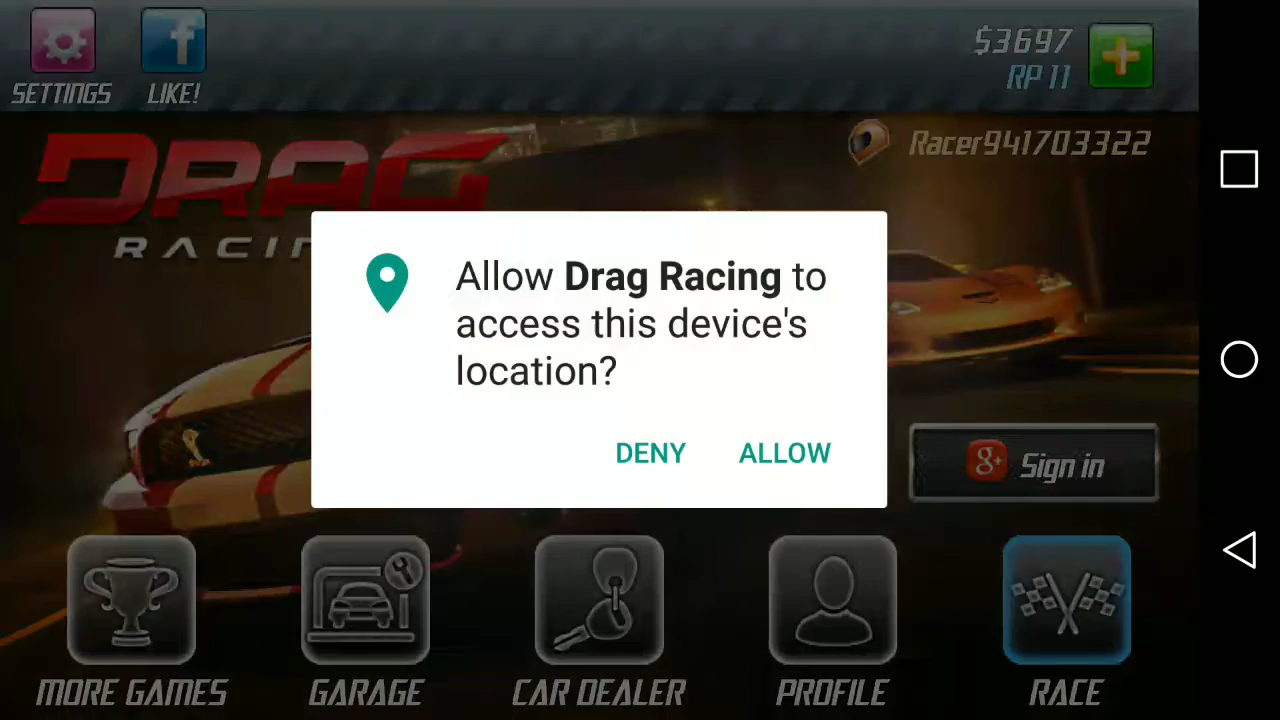 SETTINGS
LIKE!
$3697
RP 11
Racer941703322
DRAG
RACIN
Allow Drag Racing to
access this device's
location?
DENY
ALLOW
g+ Sign in
MORE GAMES
GARAGE
CAR DEALER
PROFILE
RACE